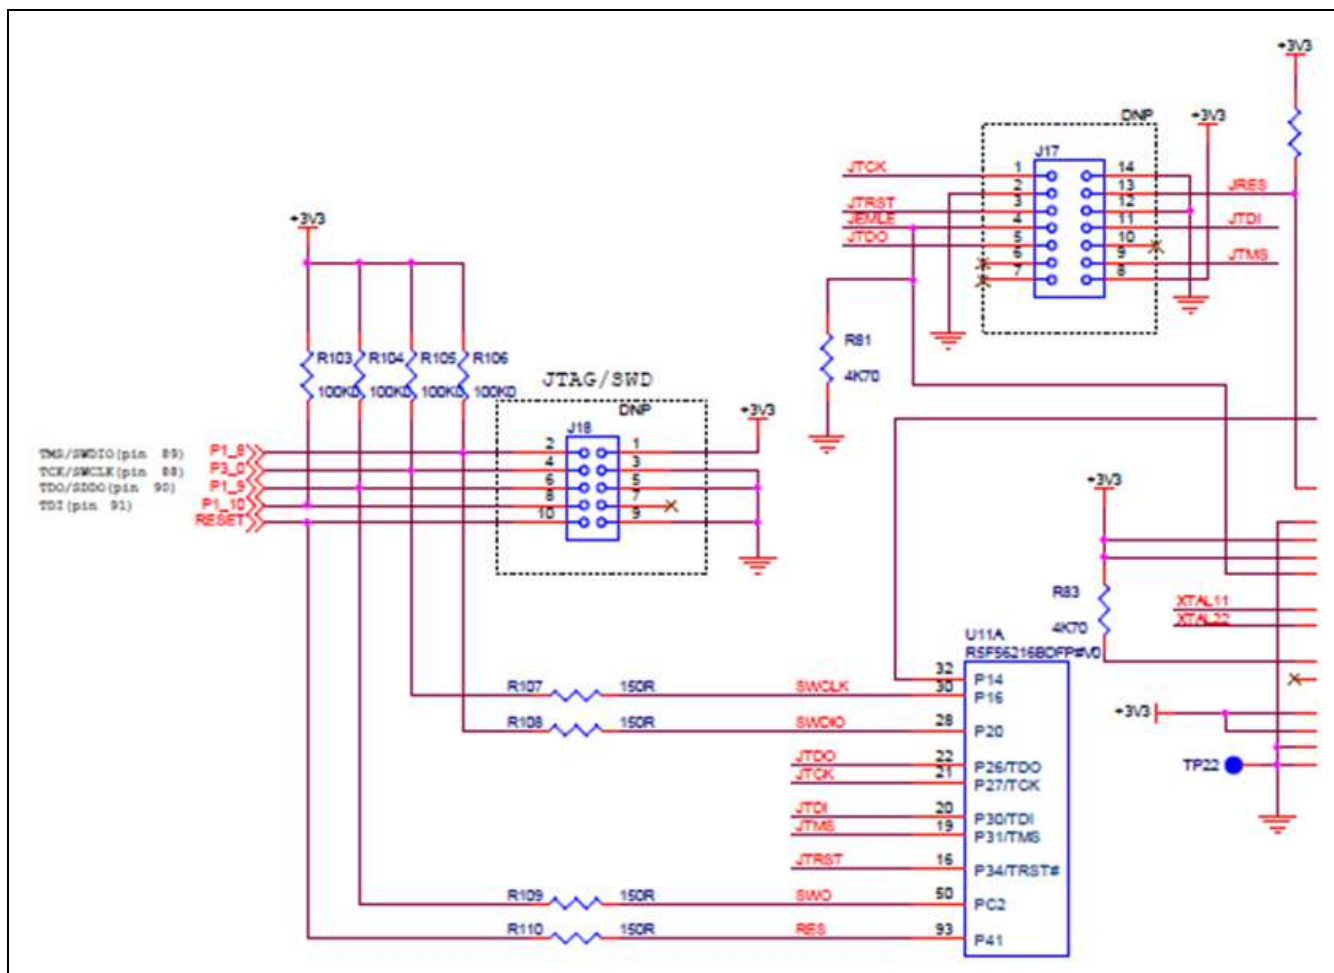 +3V3
DNP +3V3
J17
JTCK 1 14
2 13 JRES
JTRST 3 12
JEMLE 4 11 JTDI
JTDO 5 10
6 9 JTMS
7 8
+3V3
R81
4K70
R103 R104 R105 R106
100K0 100K0 100K0 100K0
JTAG/SWD
DNP +3V3
J18
TMS/SWDIO(pin 89) P1_8 2 1
TCK/SWCLK(pin 88) P3_0 4 3
TDO/SDDO(pin 90) P1_9 6 5
TDI(pin 91) P1_10 8 7
RESET 10 9
+3V3
R83
4K70
XTAL11
XTAL22
U11A
R5F56216BDFP#V0
32 P14
R107 150R SWCLK 30 P16
R108 150R SWDIO 28 P20
+3V3
JTDO 22 P26/TDO
JTCK 21 P27/TCK
TP22
JTDI 20 P30/TDI
JTMS 19 P31/TMS
JTRST 16 P34/TRST#
R109 150R SWO 50 PC2
R110 150R RES 93 P41